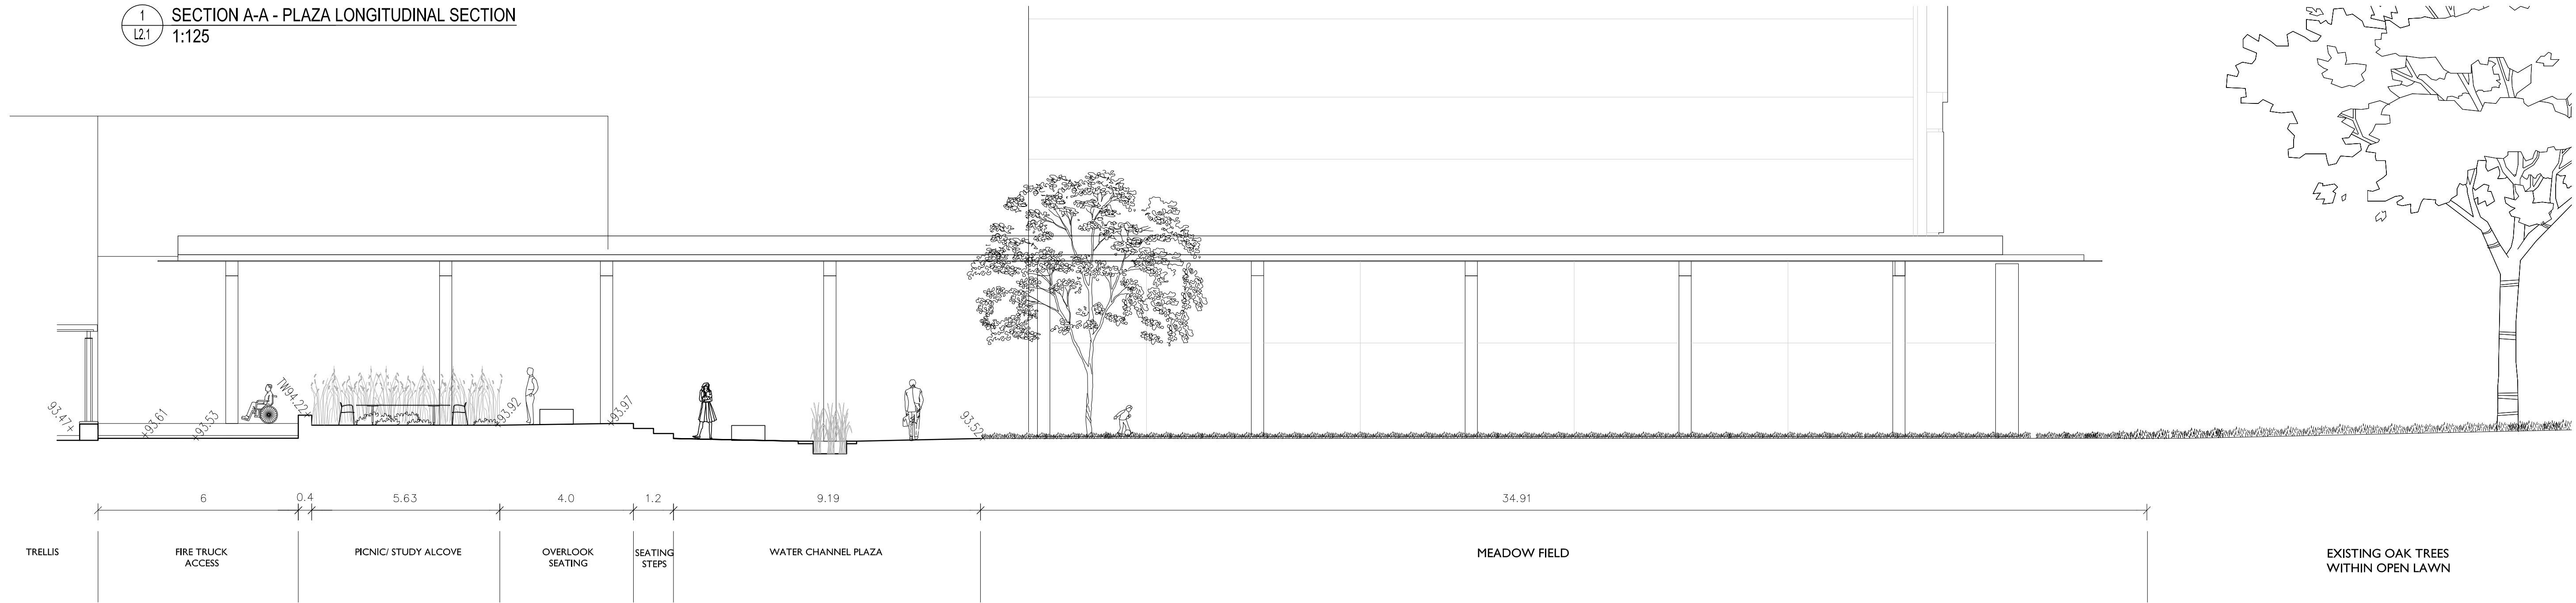 1
L2.1
SECTION A-A - PLAZA LONGITUDINAL SECTION
1:125
93.47+
+93.61
+93.53
TW94.22+
+93.92
+93.97
93.52+
6
0.4
5.63
4.0
1.2
9.19
34.91
TRELLIS
FIRE TRUCK
ACCESS
PICNIC/ STUDY ALCOVE
OVERLOOK
SEATING
SEATING
STEPS
WATER CHANNEL PLAZA
MEADOW FIELD
EXISTING OAK TREES
WITHIN OPEN LAWN